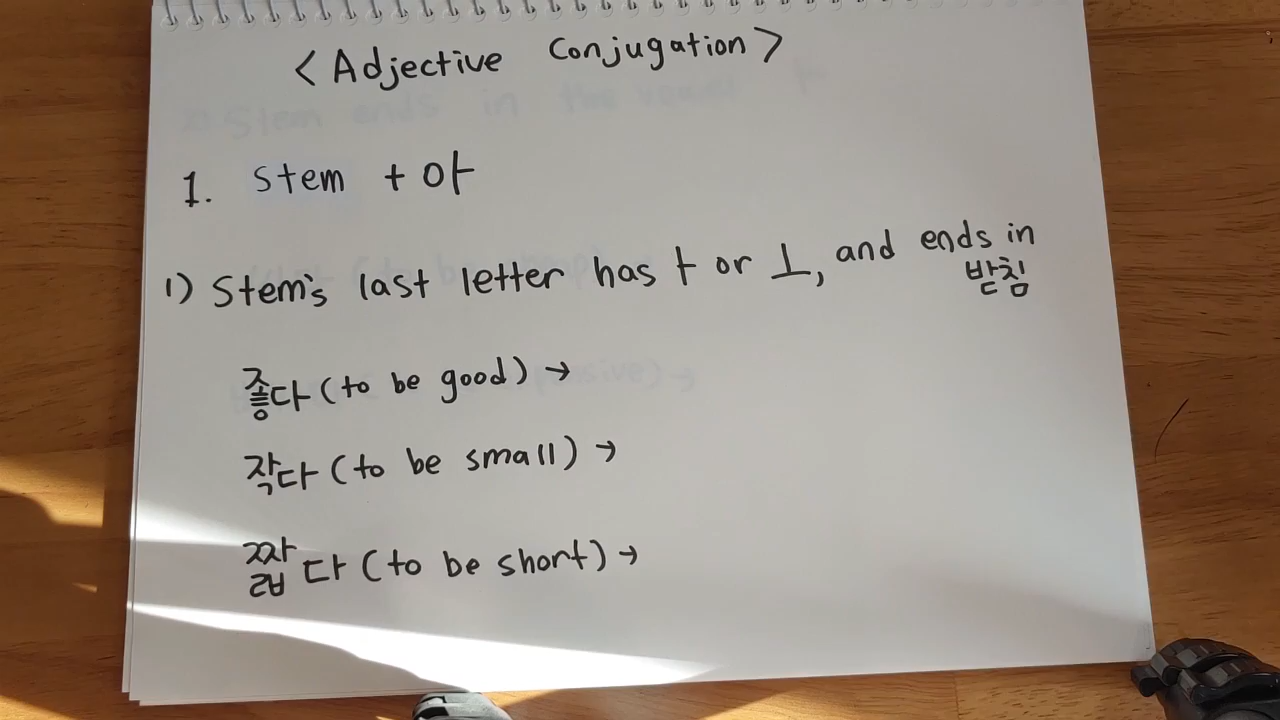 <Adjective Conjugation>
1. stem + 아
1) Stem's last letter has ㅏ or ㅗ, and ends in
받침
좋다 (to be good) →
작다 (to be small) →
짧다 (to be short) →